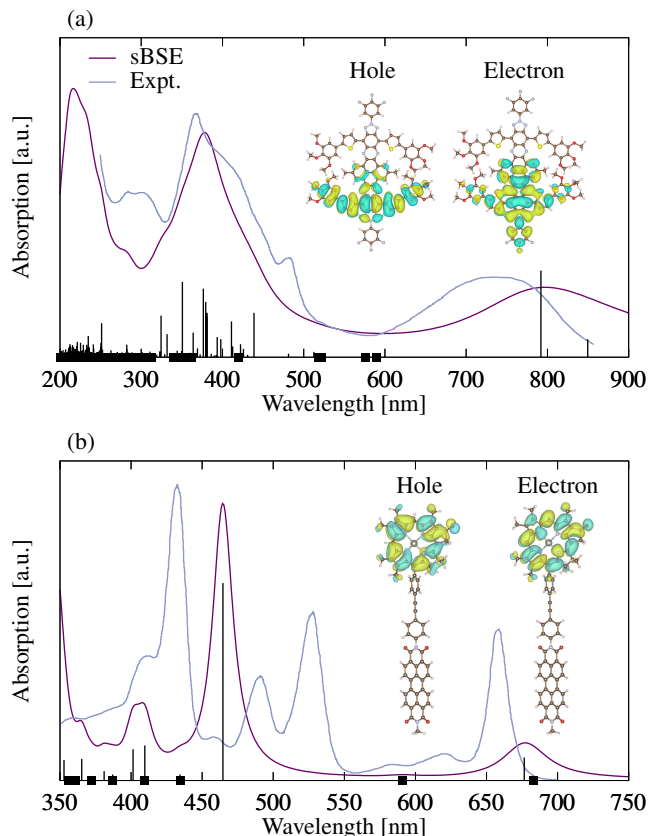 (a)
sBSE
Expt.
Hole
Electron
Absorption [a.u.]
200 300 400 500 600 700 800 900
Wavelength [nm]
(b)
Hole
Electron
Absorption [a.u.]
350 400 450 500 550 600 650 700 750
Wavelength [nm]